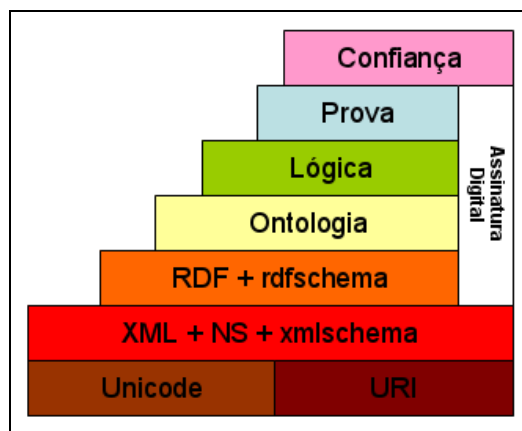 Confiança
Prova
Lógica
Ontologia
RDF + rdfschema
XML + NS + xmlschema
Unicode
URI
Assinatura
Digital